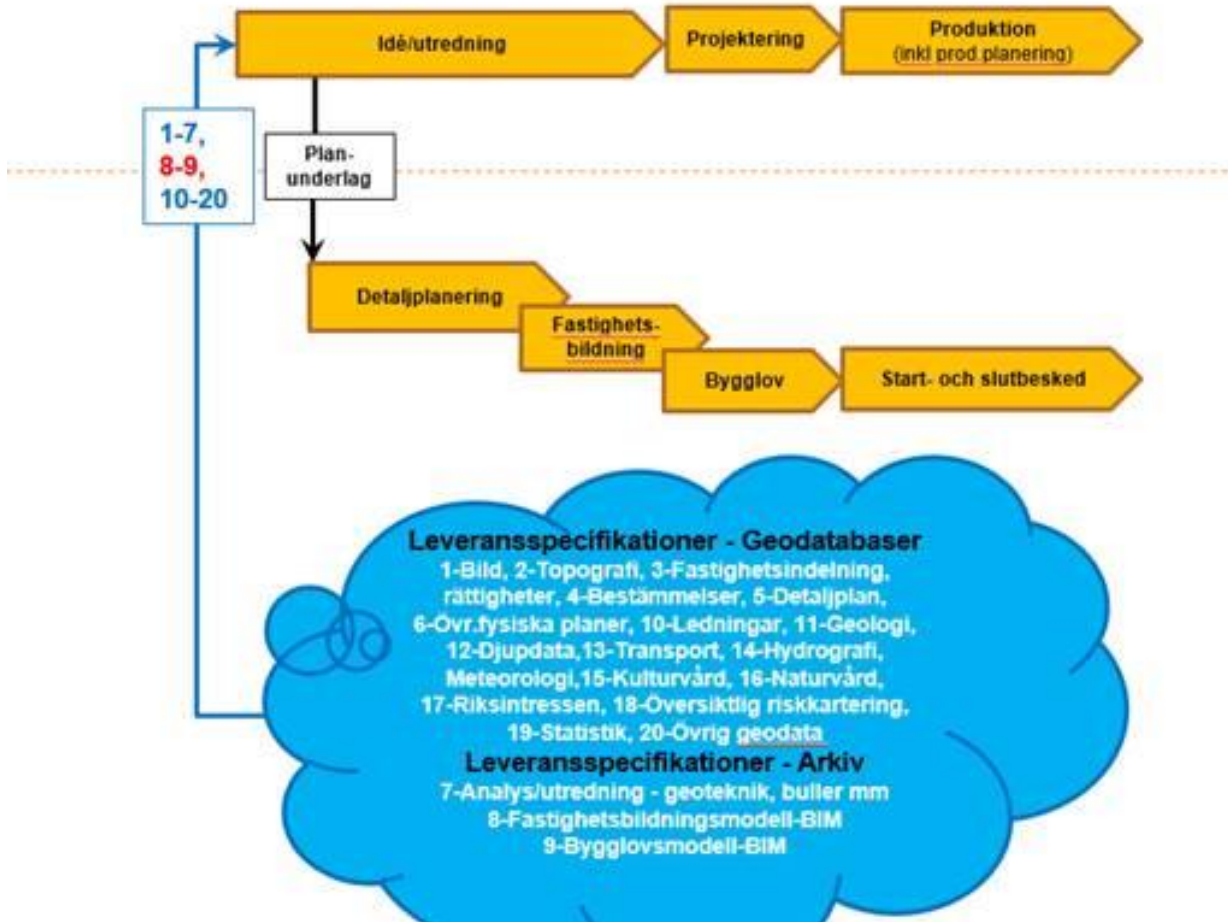 Idé/utredning
Projektering
Produktion
(inkl prod.planering)
1-7,
8-9,
10-20
Plan-
underlag
Detaljplanering
Fastighets-
bildning
Bygglov
Start- och slutbesked
Leveransspecifikationer - Geodatabaser
1-Bild, 2-Topografi, 3-Fastighetsindelning,
rättigheter, 4-Bestämmelser, 5-Detaljplan,
6-Övr.fysiska planer, 10-Ledningar, 11-Geologi,
12-Djupdata,13-Transport, 14-Hydrografi,
Meteorologi,15-Kulturvård, 16-Naturvård,
17-Riksintressen, 18-Översiktlig riskkartering,
19-Statistik, 20-Övrig geodata
Leveransspecifikationer - Arkiv
7-Analys/utredning - geoteknik, buller mm
8-Fastighetsbildningsmodell-BIM
9-Bygglovsmodell-BIM